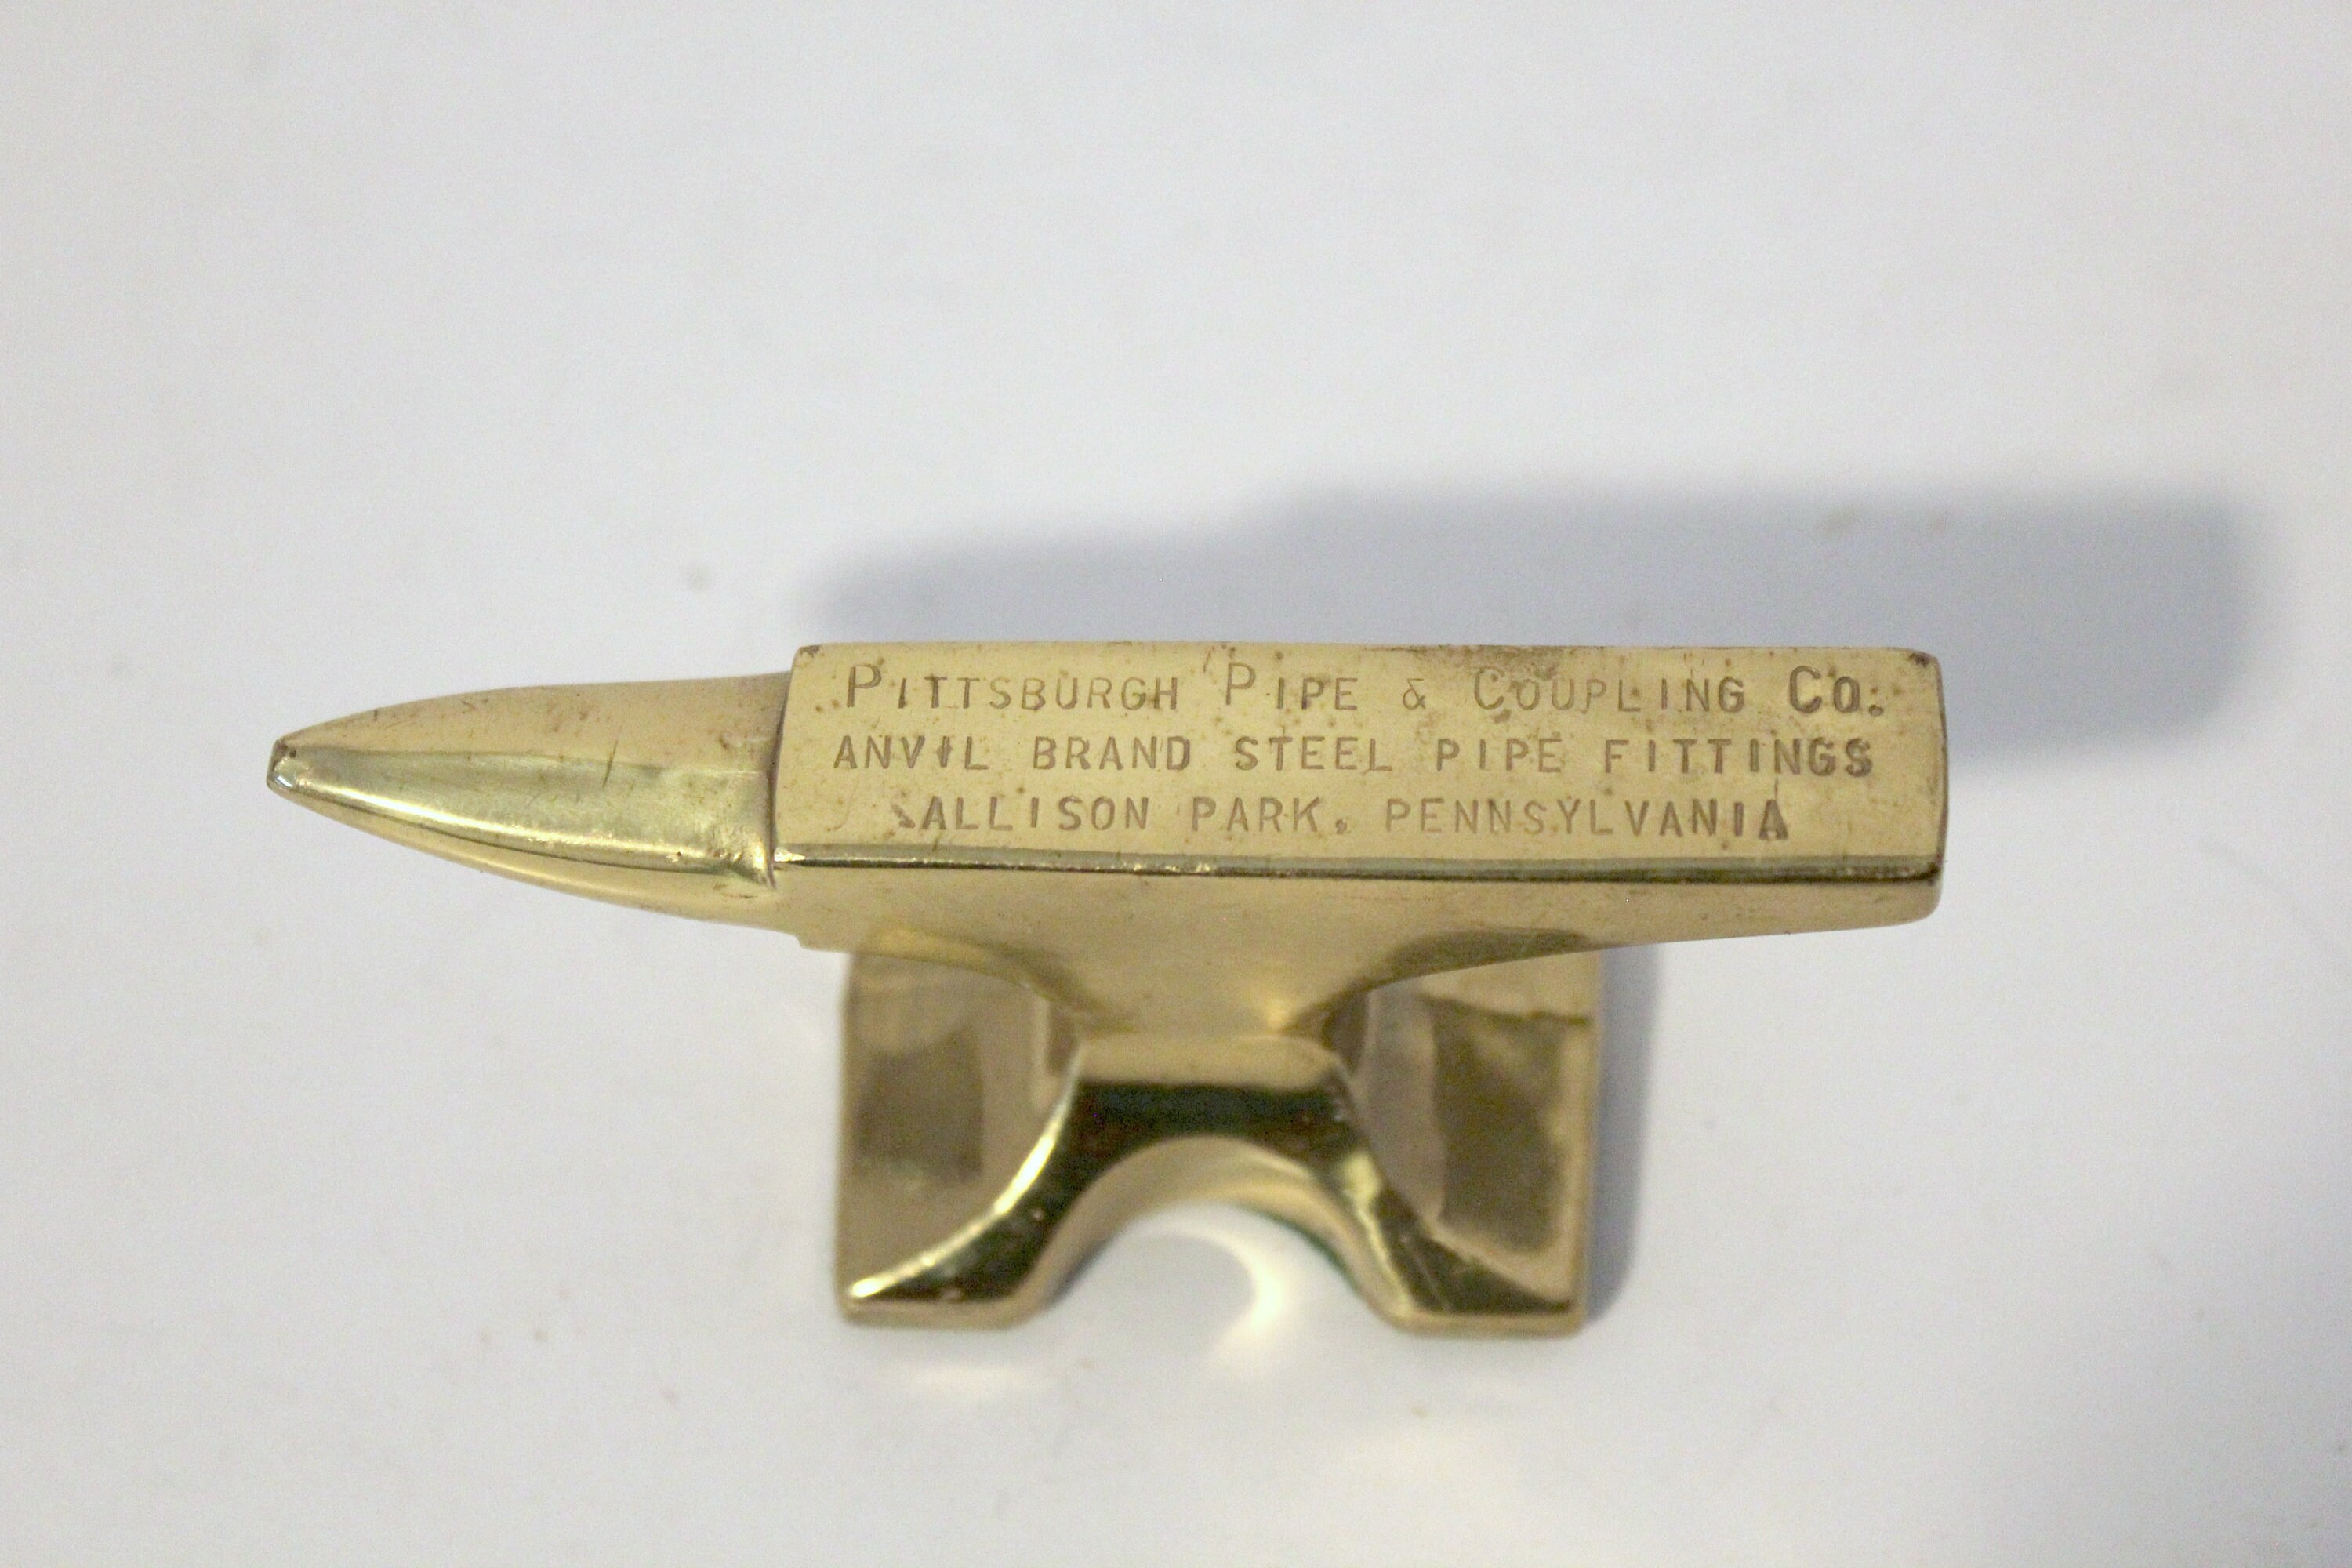 PITTSBURGH PIPE & COUPLING CO.
ANVIL BRAND STEEL PIPE FITTINGS
ALLISON PARK, PENNSYLVANIA